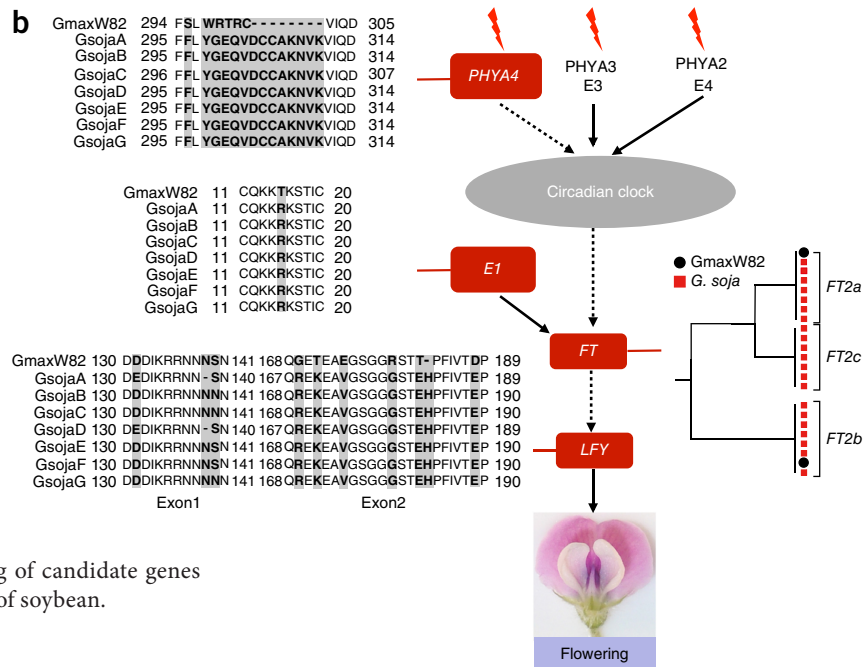 b
GmaxW82 294 FSLWRTRC---------VIQD 305
GsojaA 295 FFLYGEQVDCCAKNVKVIQD 314
GsojaB 295 FFLYGEQVDCCAKNVKVIQD 314
GsojaC 296 FFLYGEQVDCCAKNVKVIQD 307
GsojaD 295 FFLYGEQVDCCAKNVKVIQD 314
GsojaE 295 FFLYGEQVDCCAKNVKVIQD 314
GsojaF 295 FFLYGEQVDCCAKNVKVIQD 314
GsojaG 295 FFLYGEQVDCCAKNVKVIQD 314
PHYA4
PHYA3
E3
PHYA2
E4
Circadian clock
GmaxW82 11 CQKKTKSTIC 20
GsojaA 11 CQKKRKSTIC 20
GsojaB 11 CQKKRKSTIC 20
GsojaC 11 CQKKRKSTIC 20
GsojaD 11 CQKKRKSTIC 20
GsojaE 11 CQKKRKSTIC 20
GsojaF 11 CQKKRKSTIC 20
GsojaG 11 CQKKRKSTIC 20
E1
GmaxW82
G. soja
FT2a
FT2c
FT2b
FT
GmaxW82 130 DDDIKRRNNNSN 141 168 QGETEAEGSGGRSTT-PFIVTDP 189
GsojaA 130 DEDIKRRNNN-SN 140 167 QREKEAVGSGGGSTEHPFIVTEP 189
GsojaB 130 DDDIKRRNNNNN 141 168 QREKEAVGSGGGSTEHPFIVTEP 190
GsojaC 130 DDDIKRRNNNNN 141 168 QREKEAVGSGGGSTEHPFIVTEP 190
GsojaD 130 DEDIKRRNNN-SN 140 167 QREKEAVGSGGGSTEHPFIVTEP 189
GsojaE 130 DDDIKRRNNNSN 141 168 QREKEAVGSGGGSTEHPFIVTEP 190
GsojaF 130 DDDIKRRNNNNN 141 168 QREKEAVGSGGGSTEHPFIVTEP 190
GsojaG 130 DDDIKRRNNNSN 141 168 QREKEAVGSGGGSTEHPFIVTEP 190
Exon1 Exon2
LFY
g of candidate genes
of soybean.
Flowering